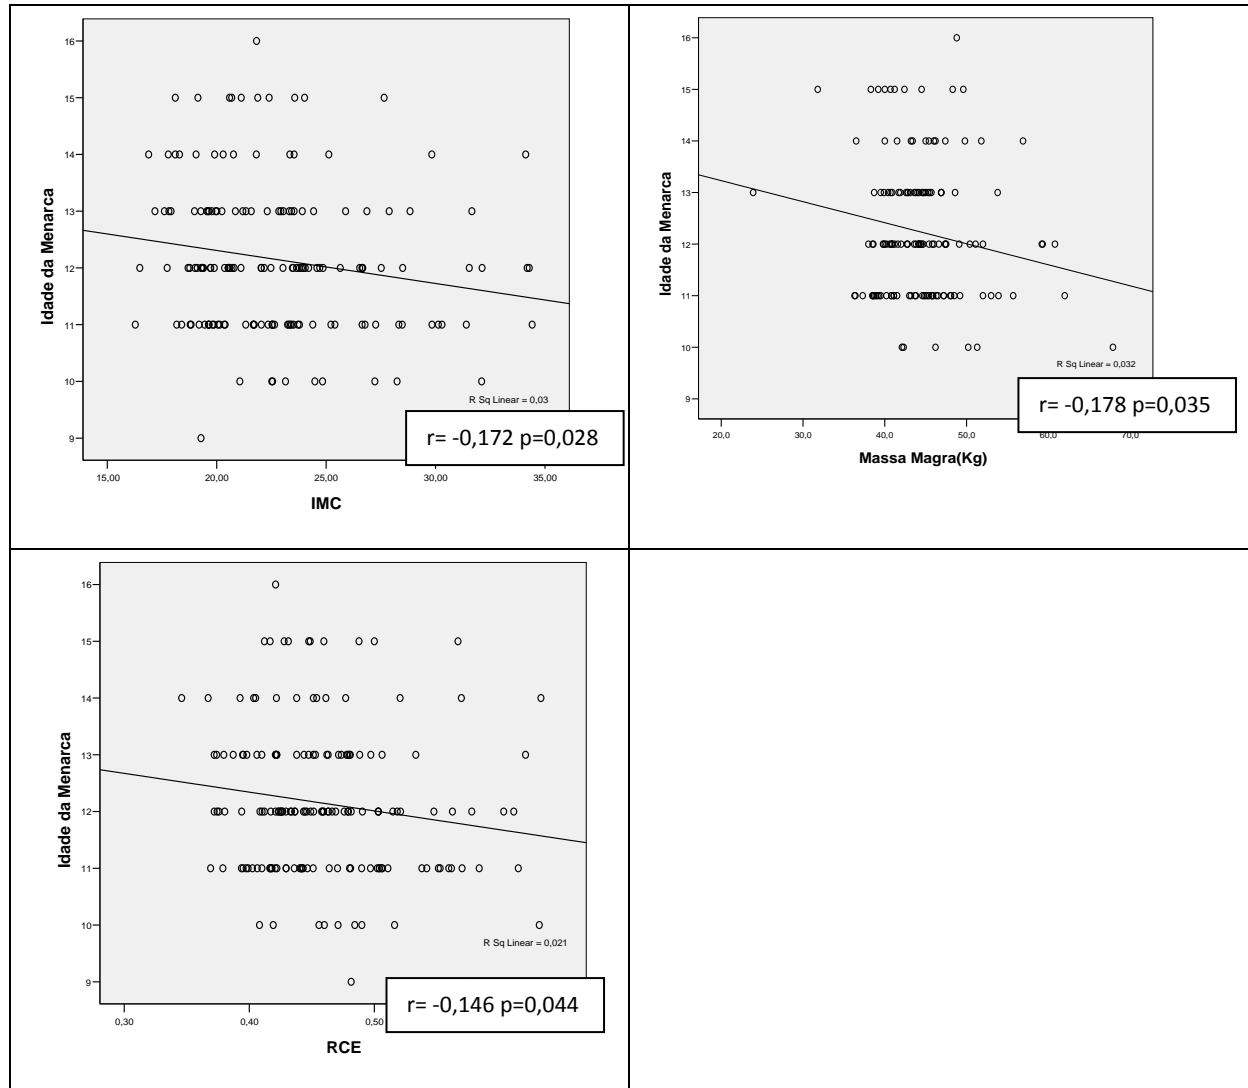 16
15
14
13
12
11
10
9
Idade da Menarca
R Sq Linear = 0,03
r= -0,172 p=0,028
15,00 20,00 25,00 30,00 35,00
IMC
16
15
14
13
12
11
10
9
Idade da Menarca
R Sq Linear = 0,032
r= -0,178 p=0,035
20,0 30,0 40,0 50,0 60,0 70,0
Massa Magra(Kg)
16
15
14
13
12
11
10
9
Idade da Menarca
R Sq Linear = 0,021
r= -0,146 p=0,044
0,30 0,40 0,50
RCE